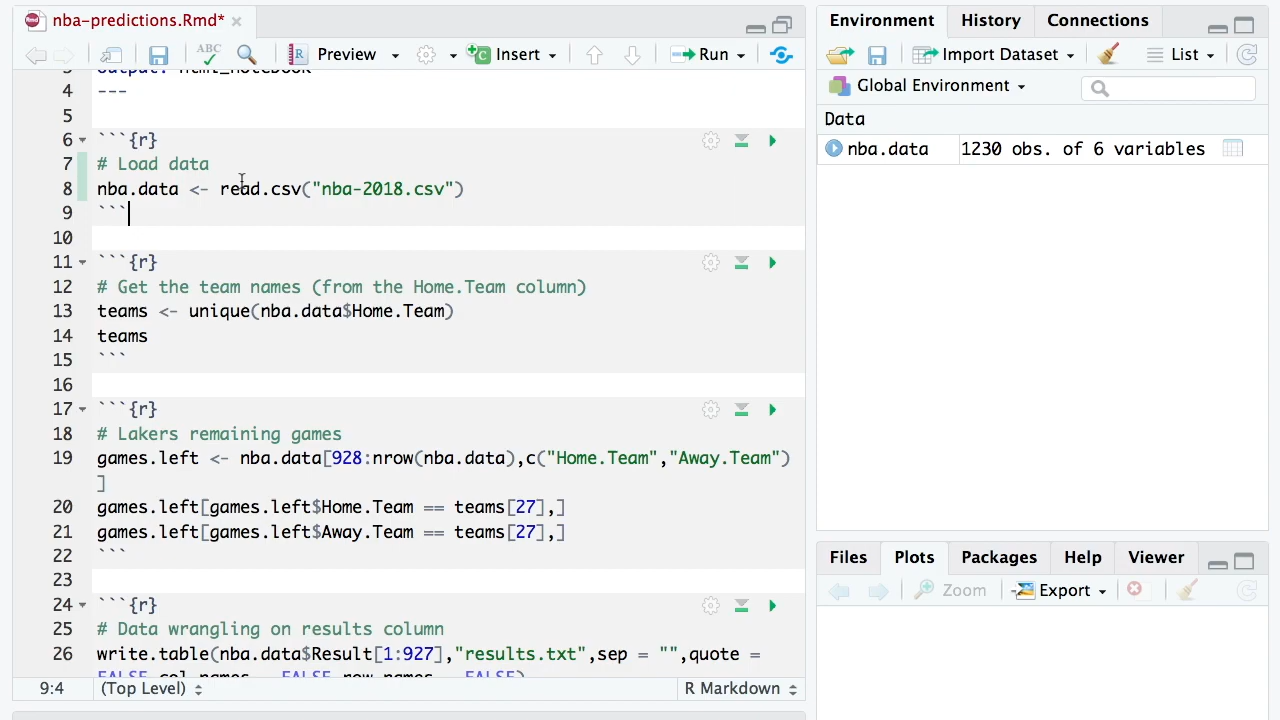 nba-predictions.Rmd*
ABC
Preview
Insert
Run
4 ---
5
6 ```{r}
7 # Load data
8 nba.data <- read.csv("nba-2018.csv")
9 ```
10
11 ```{r}
12 # Get the team names (from the Home.Team column)
13 teams <- unique(nba.data$Home.Team)
14 teams
15 ```
16
17 ```{r}
18 # Lakers remaining games
19 games.left <- nba.data[928:nrow(nba.data),c("Home.Team","Away.Team")
]
20 games.left[games.left$Home.Team == teams[27],]
21 games.left[games.left$Away.Team == teams[27],]
22 ```
23
24 ```{r}
25 # Data wrangling on results column
26 write.table(nba.data$Result[1:927],"results.txt",sep = "",quote =
9:4 (Top Level) R Markdown
Environment History Connections
Import Dataset List
Global Environment
Data
nba.data 1230 obs. of 6 variables
Files Plots Packages Help Viewer
Zoom Export